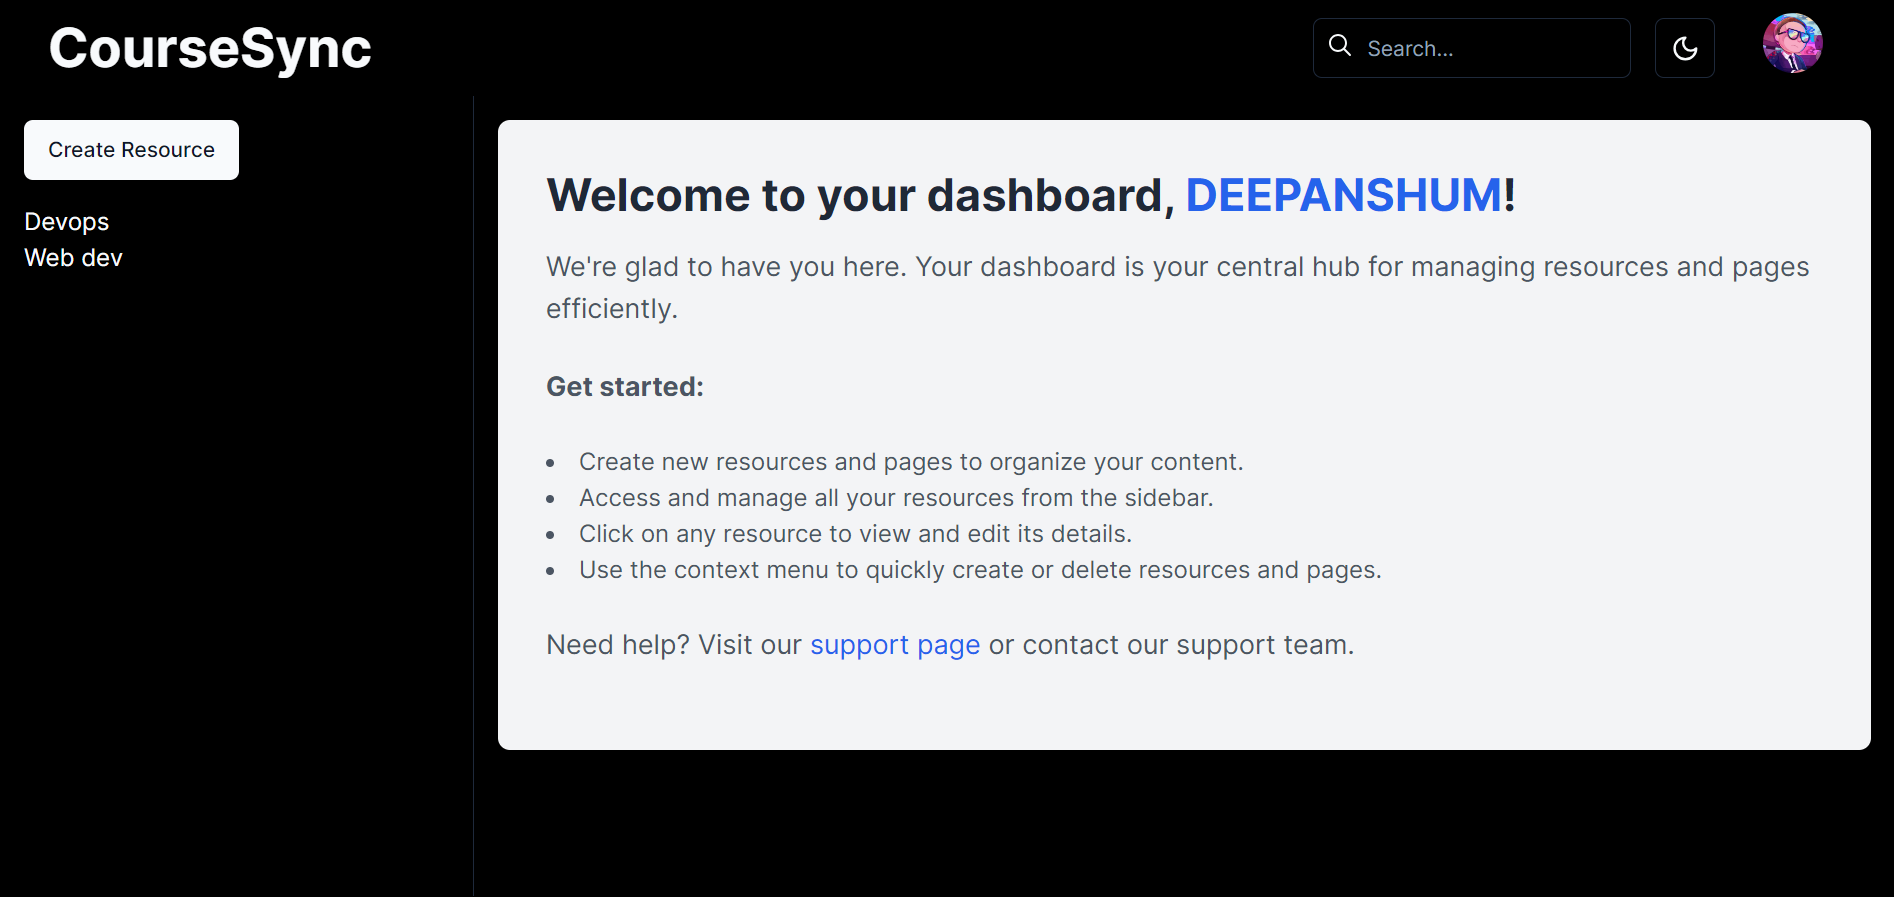 CourseSync
Search...
Create Resource
Devops
Web dev
Welcome to your dashboard, DEEPANSHUM!
We're glad to have you here. Your dashboard is your central hub for managing resources and pages
efficiently.
Get started:
• Create new resources and pages to organize your content.
• Access and manage all your resources from the sidebar.
• Click on any resource to view and edit its details.
• Use the context menu to quickly create or delete resources and pages.
Need help? Visit our support page or contact our support team.